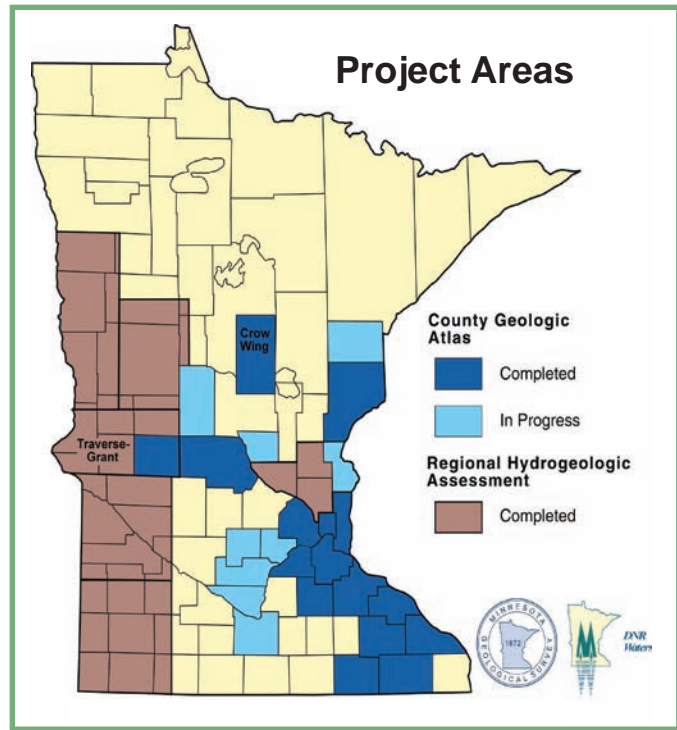 Project Areas
Crow
Wing
Traverse-
Grant
County Geologic
Atlas
Completed
In Progress
Regional Hydrogeologic
Assessment
Completed
MINNESOTA
GEOLOGICAL SURVEY
1872
DNR
Waters